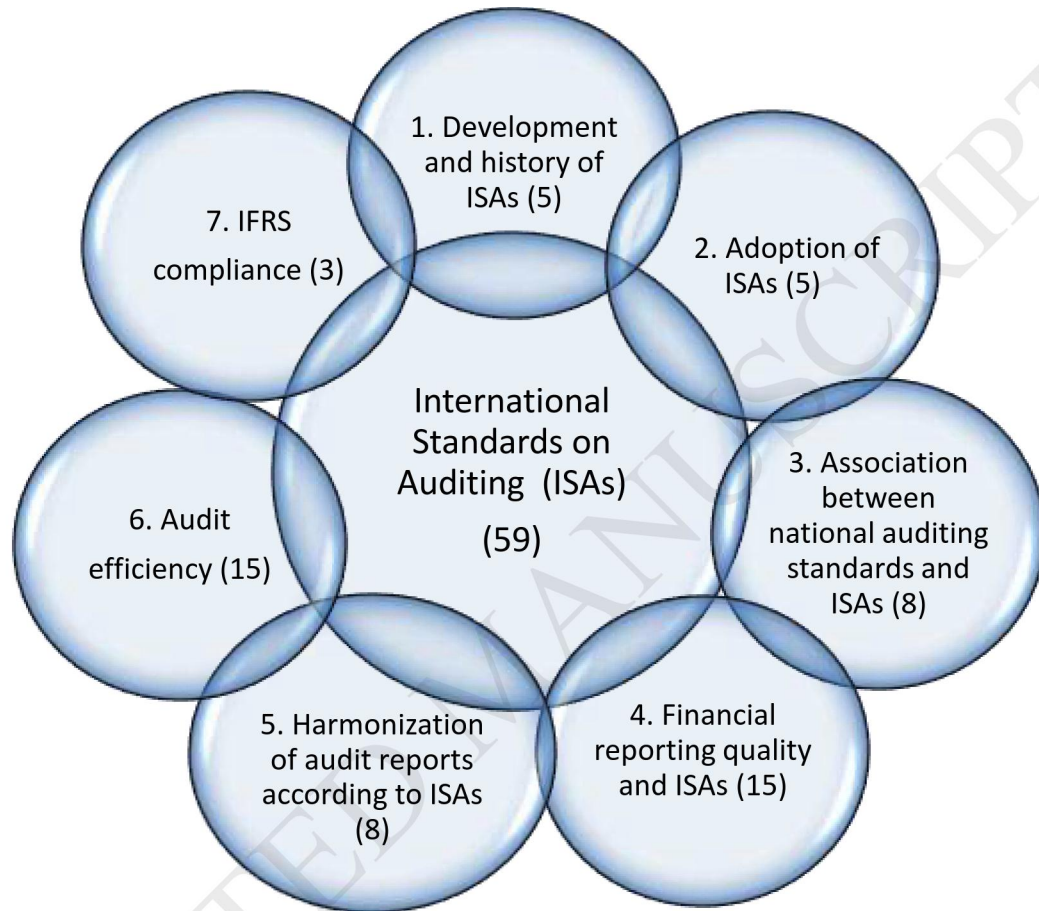 1. Development
and history of
ISAs (5)
7. IFRS
compliance (3)
2. Adoption of
ISAs (5)
International
Standards on
Auditing (ISAs)
(59)
3. Association
between
national auditing
standards and
ISAs (8)
6. Audit
efficiency (15)
4. Financial
reporting quality
and ISAs (15)
5. Harmonization
of audit reports
according to ISAs
(8)
TED MANUSCRIPT